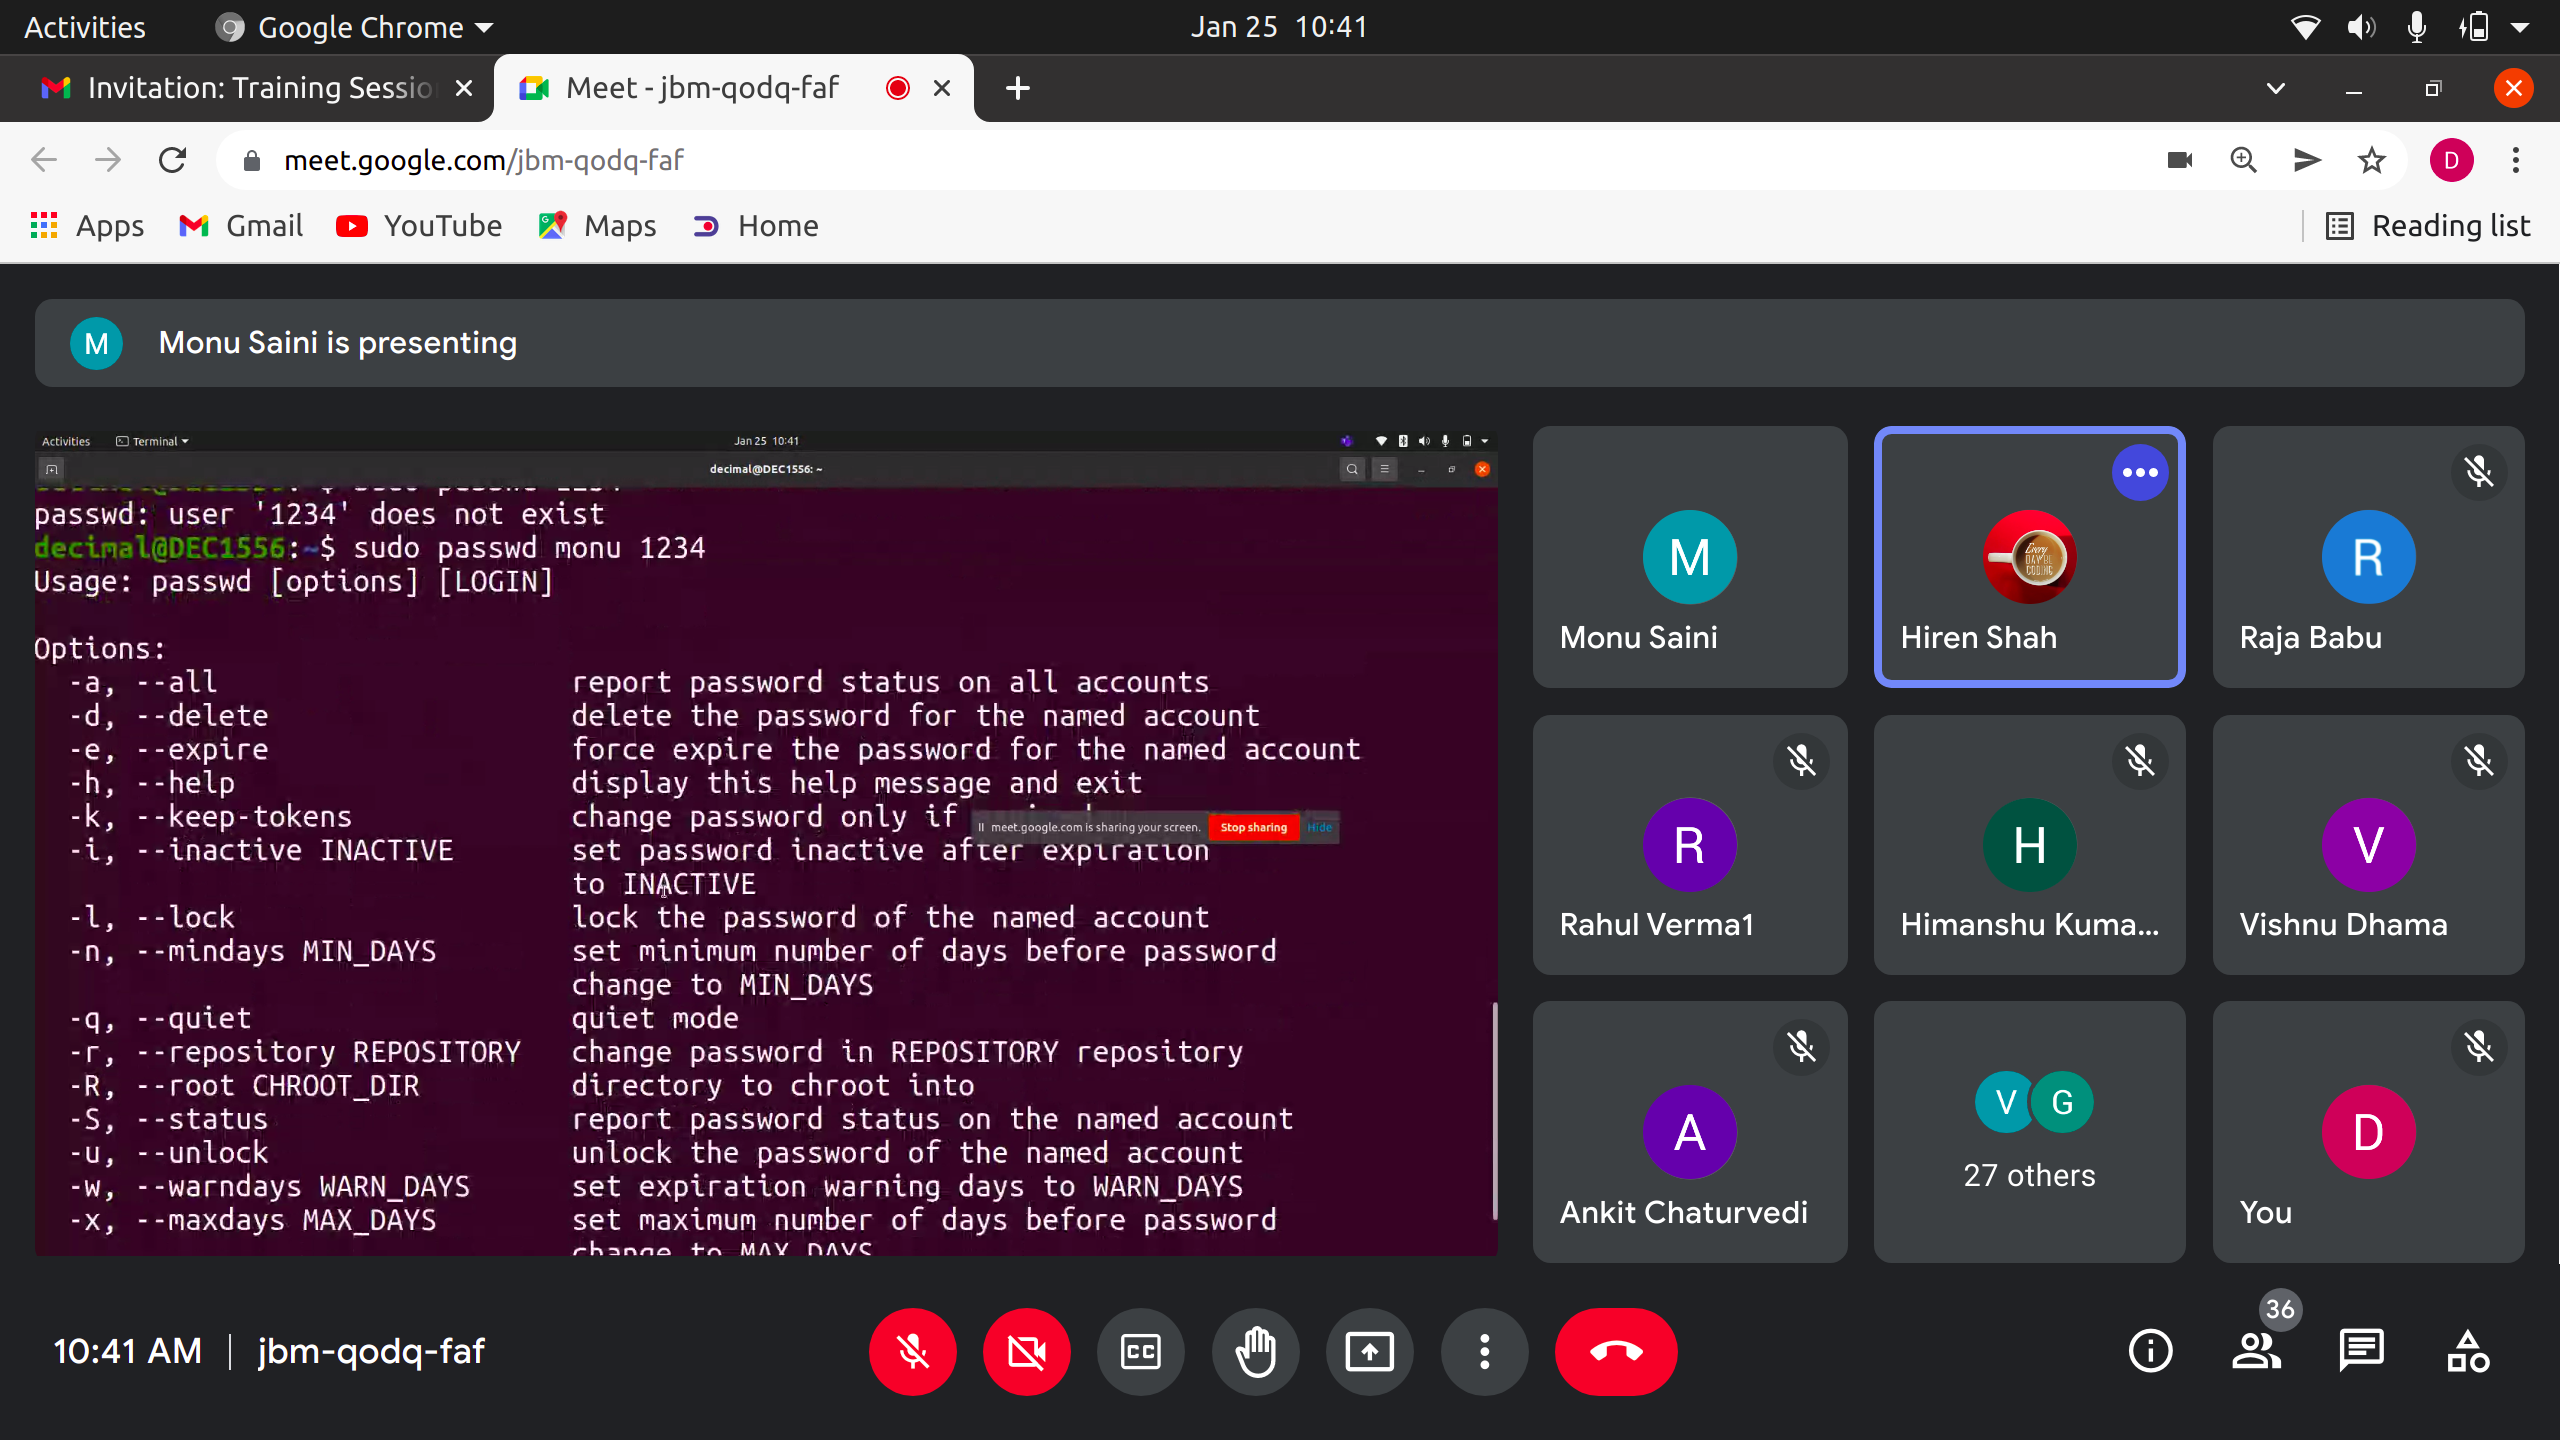 Activities
Google Chrome
Jan 25 10:41
Invitation: Training Sessio
Meet - jbm-qodq-faf
meet.google.com/jbm-qodq-faf
D
Apps
Gmail
YouTube
Maps
Home
Reading list
M
Monu Saini is presenting
Activities
Terminal
Jan 25 10:41
decimal@DEC1556: ~
passwd: user '1234' does not exist
decimal@DEC1556:~$ sudo passwd monu 1234
Usage: passwd [options] [LOGIN]
Options:
-a, --all report password status on all accounts
-d, --delete delete the password for the named account
-e, --expire force expire the password for the named account
-h, --help display this help message and exit
-k, --keep-tokens change password only if
meet.google.com is sharing your screen. Stop sharing Hide
-i, --inactive INACTIVE set password inactive after expiration
to INACTIVE
-l, --lock lock the password of the named account
-n, --mindays MIN_DAYS set minimum number of days before password
change to MIN_DAYS
-q, --quiet quiet mode
-r, --repository REPOSITORY change password in REPOSITORY repository
-R, --root CHROOT_DIR directory to chroot into
-S, --status report password status on the named account
-u, --unlock unlock the password of the named account
-w, --warndays WARN_DAYS set expiration warning days to WARN_DAYS
-x, --maxdays MAX_DAYS set maximum number of days before password
change to MAX_DAYS
M
Monu Saini
Every
CODING
Hiren Shah
R
Raja Babu
R
Rahul Verma1
H
Himanshu Kuma...
V
Vishnu Dhama
A
Ankit Chaturvedi
V G
27 others
D
You
10:41 AM | jbm-qodq-faf
CC
36